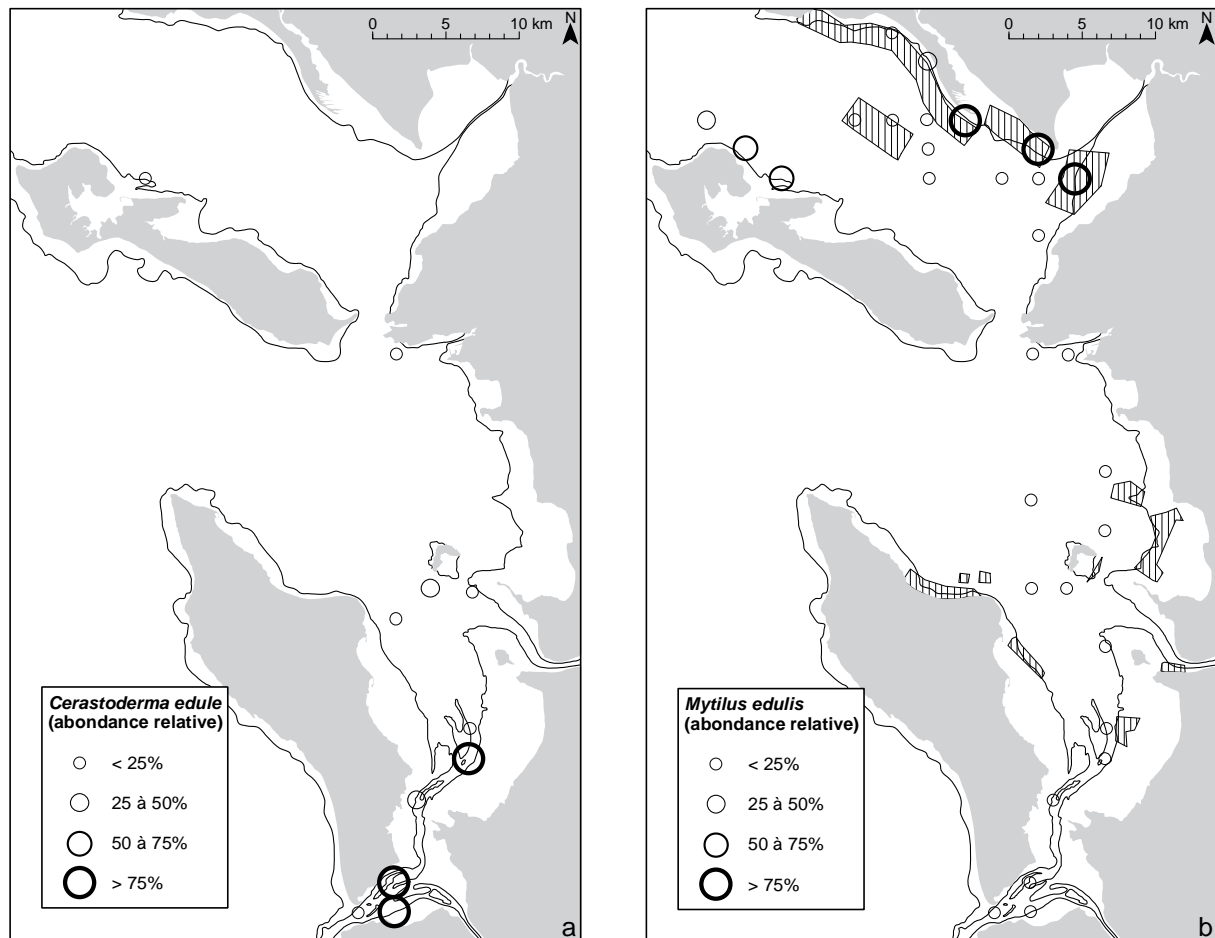 0 5 10 km
N
Cerastoderma edule
(abondance relative)
< 25%
25 à 50%
50 à 75%
> 75%
a
0 5 10 km
N
Mytilus edulis
(abondance relative)
< 25%
25 à 50%
50 à 75%
> 75%
b